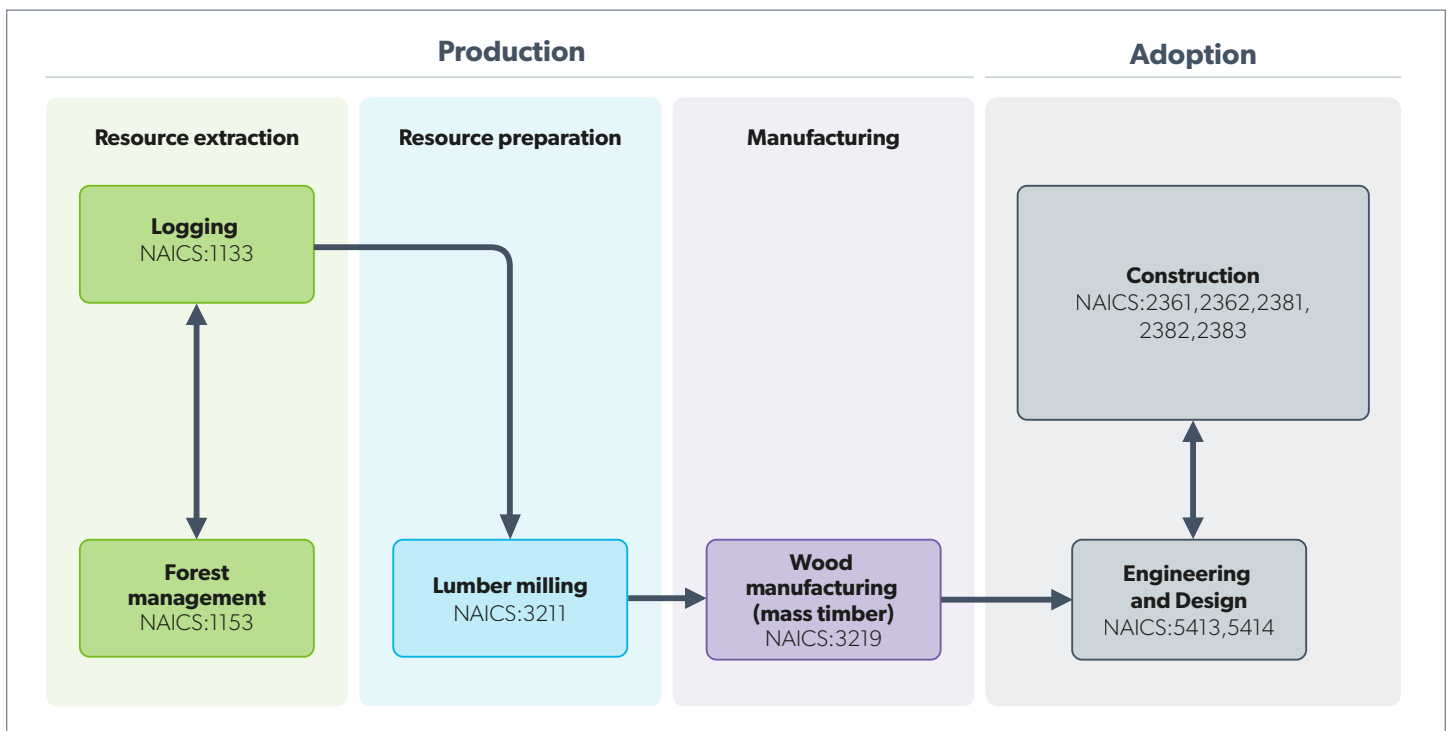 Production
Adoption
Resource extraction
Resource preparation
Manufacturing
Logging
NAICS:1133
Construction
NAICS:2361,2362,2381,
2382,2383
Forest
management
NAICS:1153
Lumber milling
NAICS:3211
Wood
manufacturing
(mass timber)
NAICS:3219
Engineering
and Design
NAICS:5413,5414